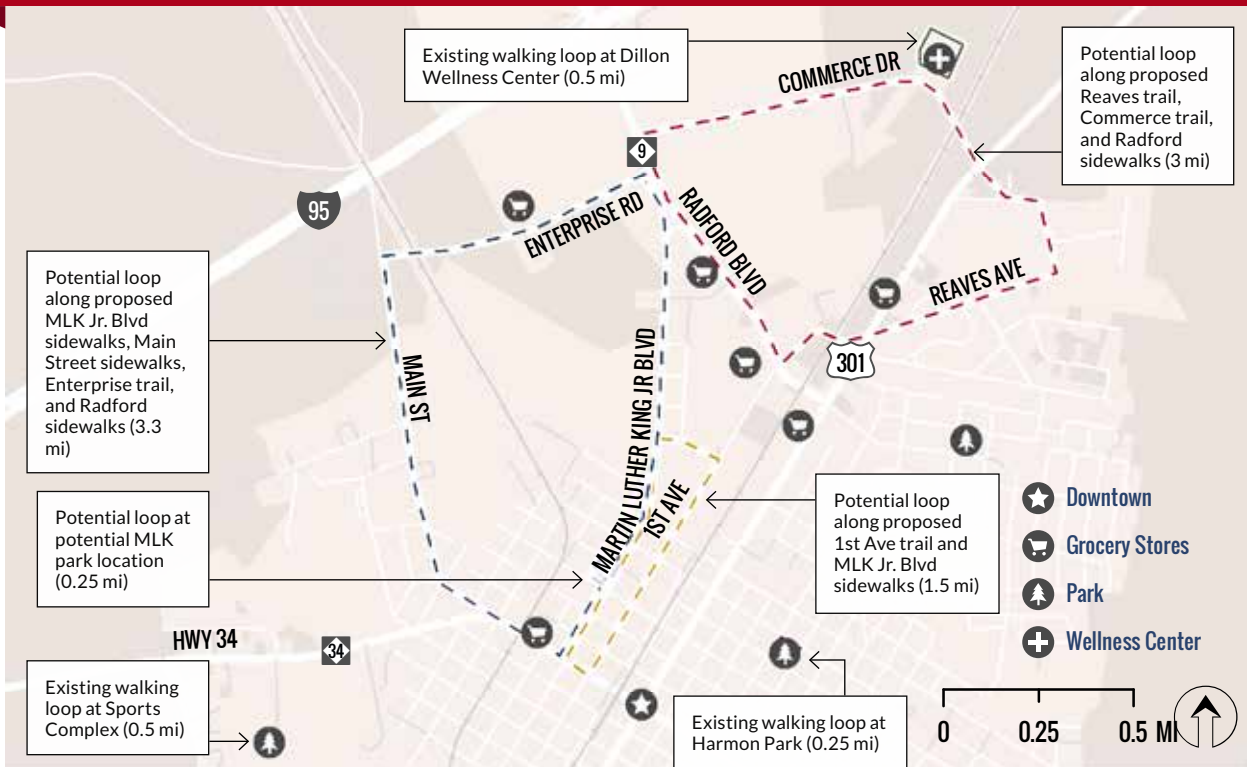 Existing walking loop at Dillon
Wellness Center (0.5 mi)
COMMERCE DR
Potential loop
along proposed
Reaves trail,
Commerce trail,
and Radford
sidewalks (3 mi)
9
95
ENTERPRISE RD
RADFORD BLVD
REAVES AVE
301
Potential loop
along proposed
MLK Jr. Blvd
sidewalks, Main
Street sidewalks,
Enterprise trail,
and Radford
sidewalks (3.3
mi)
MAIN ST
MARTIN LUTHER KING JR BLVD
1ST AVE
Potential loop at
potential MLK
park location
(0.25 mi)
Potential loop
along proposed
1st Ave trail and
MLK Jr. Blvd
sidewalks (1.5 mi)
Downtown
Grocery Stores
Park
Wellness Center
HWY 34
34
Existing walking
loop at Sports
Complex (0.5 mi)
Existing walking loop at
Harmon Park (0.25 mi)
0 0.25 0.5 MI